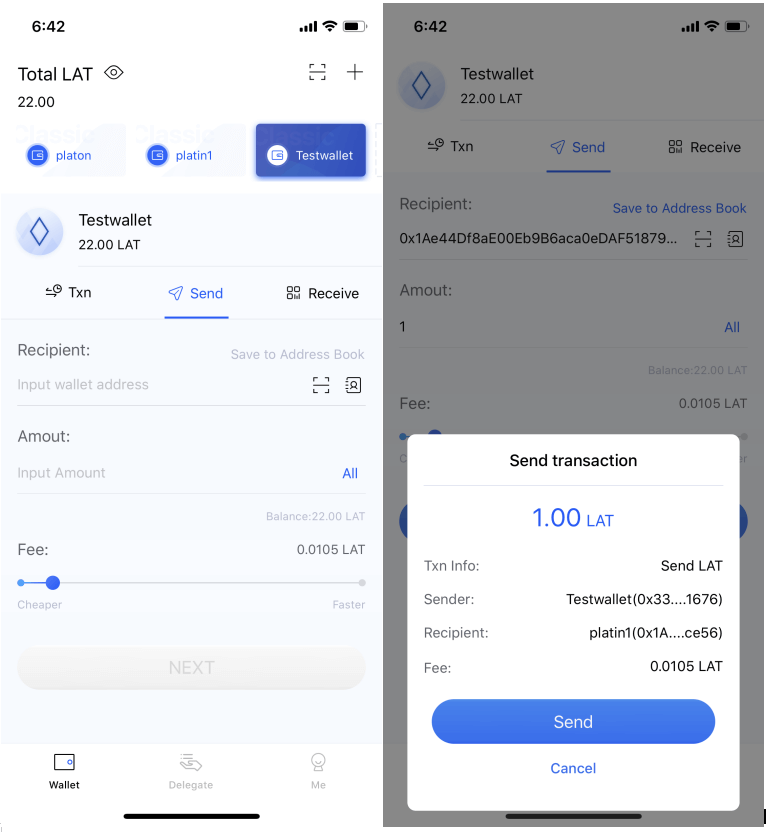 6:42
Total LAT
22.00
Classic Classic Classic
platon platin1 Testwallet
Testwallet
22.00 LAT
Txn Send Receive
Recipient: Save to Address Book
Input wallet address
Amout:
Input Amount All
Balance:22.00 LAT
Fee: 0.0105 LAT
Cheaper Faster
NEXT
Wallet Delegate Me
6:42
Testwallet
22.00 LAT
Txn Send Receive
Recipient: Save to Address Book
0x1Ae44Df8aE00Eb9B6aca0eDAF51879...
Amout:
1 All
Balance:22.00 LAT
Fee: 0.0105 LAT
Send transaction
1.00 LAT
Txn Info: Send LAT
Sender: Testwallet(0x33....1676)
Recipient: platin1(0x1A....ce56)
Fee: 0.0105 LAT
Send
Cancel